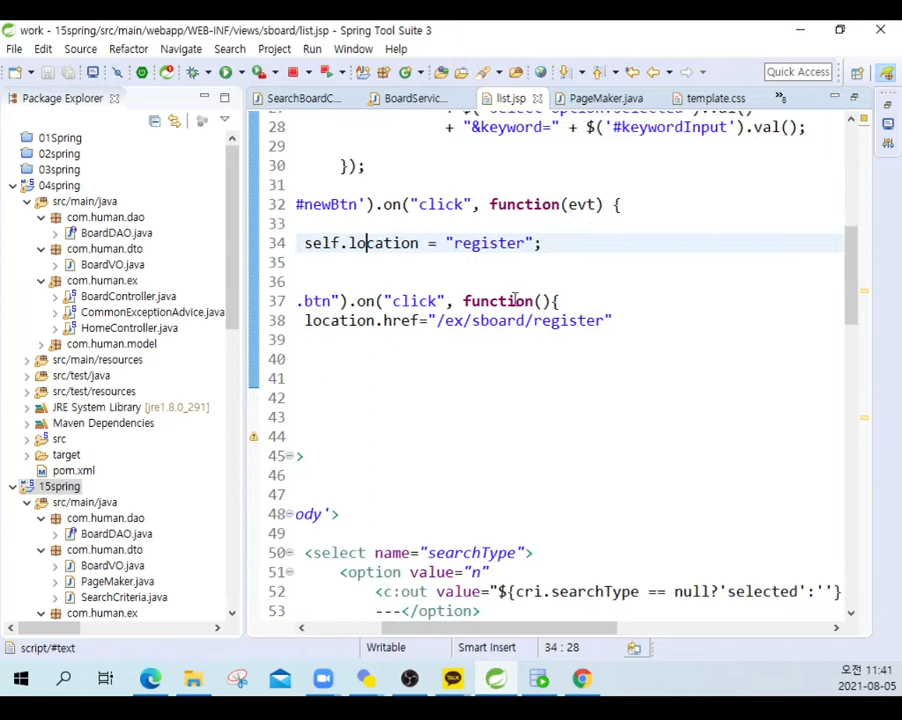 work - 15spring/src/main/webapp/WEB-INF/views/sboard/list.jsp - Spring Tool Suite 3
File Edit Source Refactor Navigate Search Project Run Window Help
Quick Access
Package Explorer
SearchBoardC...
BoardServic...
list.jsp
PageMaker.java
template.css
»8
01Spring
02spring
03spring
04spring
src/main/java
com.human.dao
BoardDAO.java
com.human.dto
BoardVO.java
com.human.ex
BoardController.java
CommonExceptionAdvice.java
HomeController.java
com.human.model
src/main/resources
src/test/java
src/test/resources
JRE System Library [jre1.8.0_291]
Maven Dependencies
src
target
pom.xml
15spring
src/main/java
com.human.dao
BoardDAO.java
com.human.dto
BoardVO.java
PageMaker.java
SearchCriteria.java
com.human.ex
28 + "&keyword=" + $('#keywordInput').val();
29
30 });
31
32 #newBtn').on("click", function(evt) {
33
34 self.location = "register";
35
36
37 .btn").on("click", function(){
38 location.href="/ex/sboard/register"
39
40
41
42
43
44
45 >
46
47
48 ody'>
49
50 <select name="searchType">
51 <option value="n"
52 <c:out value="${cri.searchType == null?'selected':''}
53 ---</option>
script/#text
Writable
Smart Insert
34 : 28
TALK
오전 11:41
2021-08-05